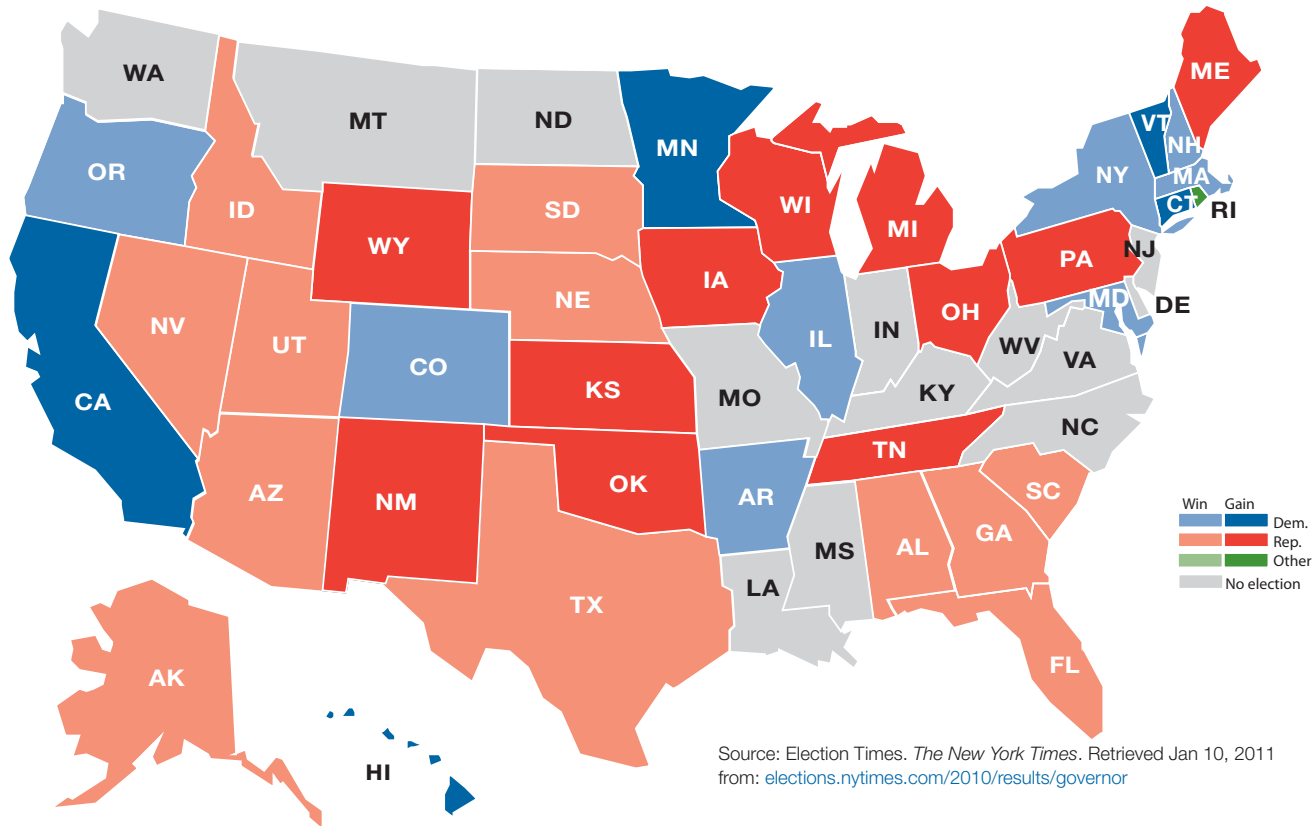 WA
MT
ND
MN
ME
VT
NH
OR
ID
SD
WI
MI
NY
MA
CT
RI
WY
IA
PA
NJ
NE
OH
MD
DE
NV
UT
CO
IL
IN
WV
VA
CA
KS
MO
KY
NC
AZ
NM
OK
AR
TN
SC
MS
AL
GA
TX
LA
FL
AK
HI
Win Gain
Dem.
Rep.
Other
No election
Source: Election Times. The New York Times. Retrieved Jan 10, 2011
from: elections.nytimes.com/2010/results/governor